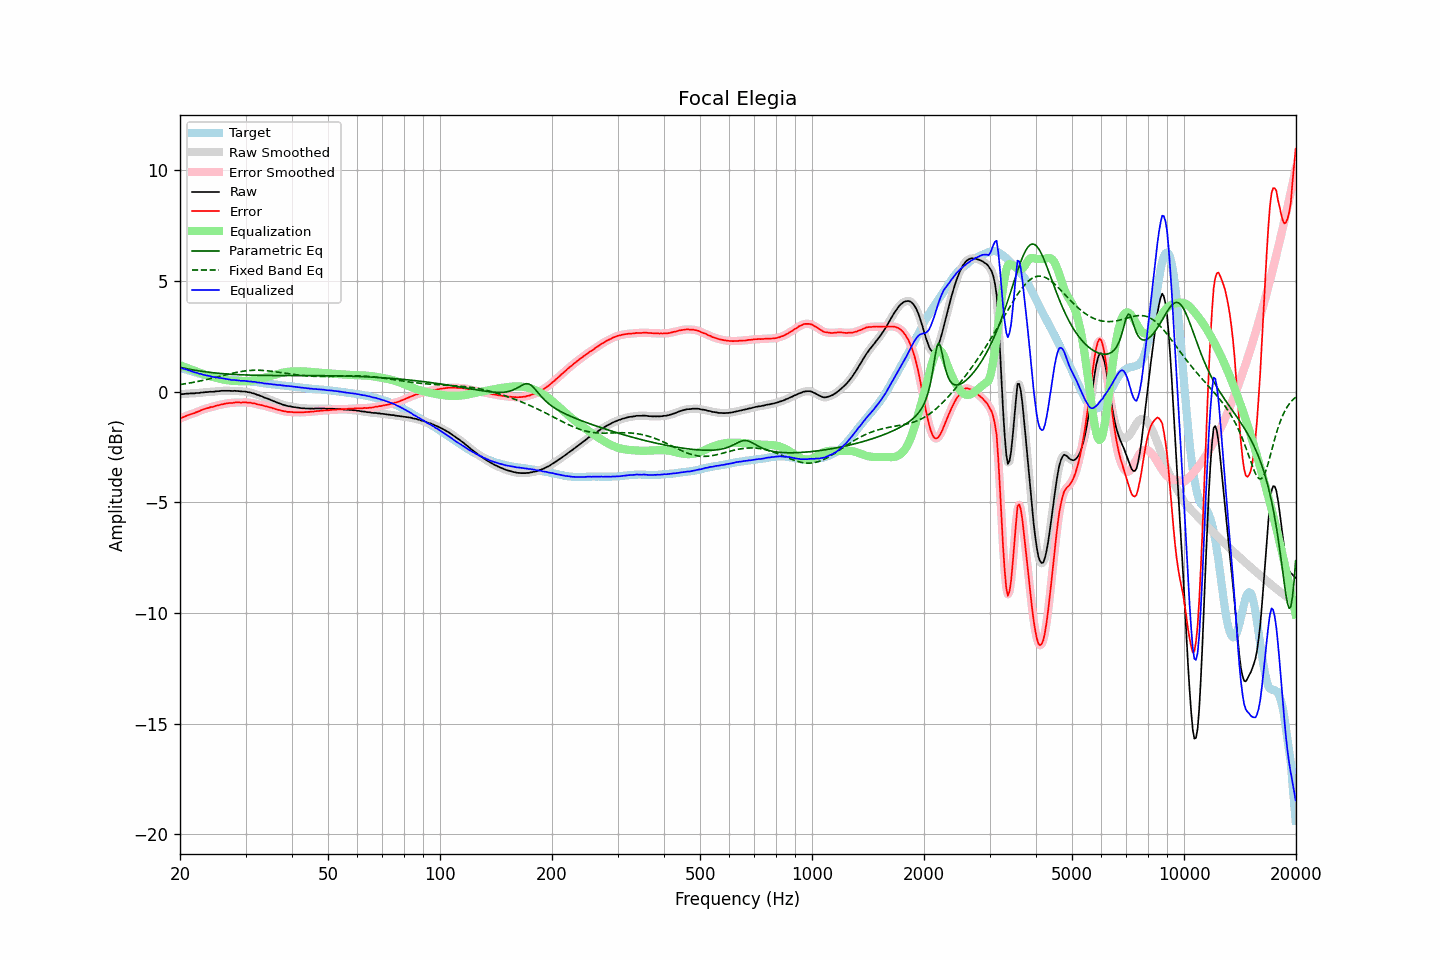 Focal Elegia
Target
Raw Smoothed
Error Smoothed
Raw
Error
Equalization
Parametric Eq
Fixed Band Eq
Equalized
10
5
0
−5
−10
−15
−20
Amplitude (dBr)
20 50 100 200 500 1000 2000 5000 10000 20000
Frequency (Hz)